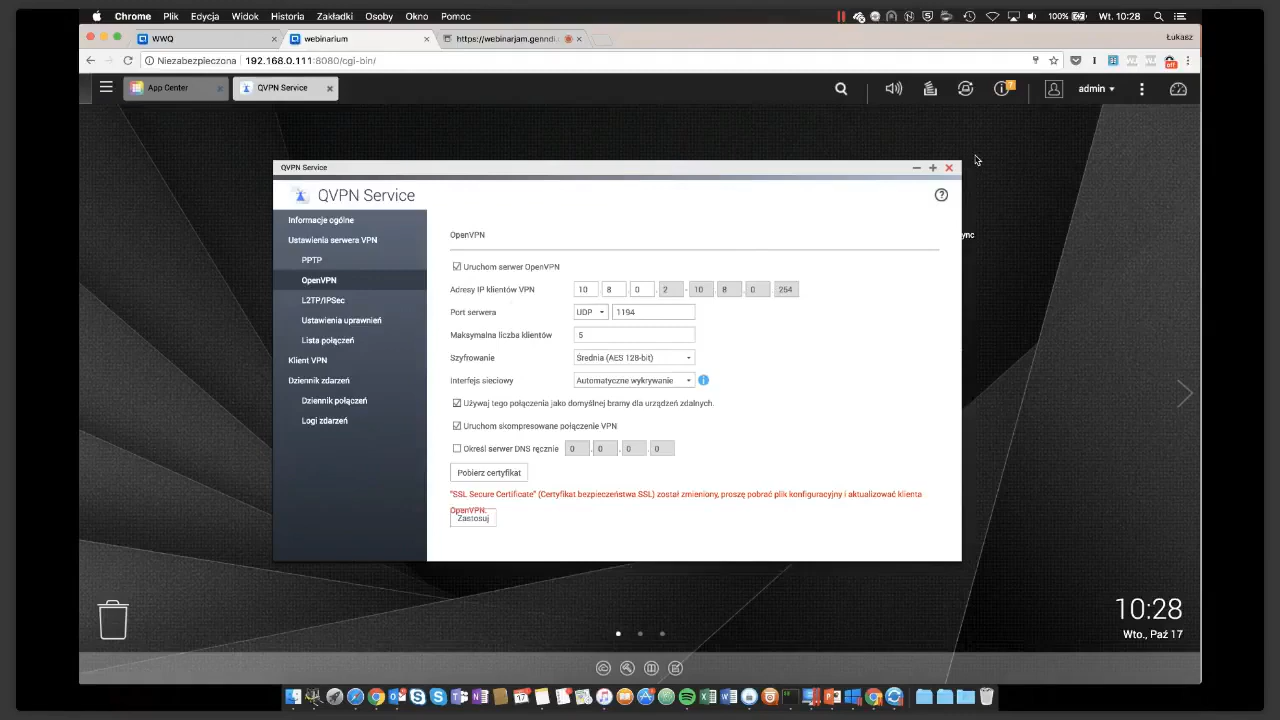 Chrome Plik Edycja Widok Historia Zakładki Osoby Okno Pomoc 100% Wt. 10:28
WWQ webinarium https://webinarjam.genndi. Łukasz
Niezabezpieczona 192.168.0.111:8080/cgi-bin/ off
App Center QVPN Service admin
QVPN Service
QVPN Service
ync
Informacje ogólne
Ustawienia serwera VPN
PPTP
OpenVPN
L2TP/IPSec
Ustawienia uprawnień
Lista połączeń
Klient VPN
Dziennik zdarzeń
Dziennik połączeń
Logi zdarzeń
OpenVPN
Uruchom serwer OpenVPN
Adresy IP klientów VPN 10 . 8 . 0 . 2 - 10 . 8 . 0 . 254
Port serwera UDP 1194
Maksymalna liczba klientów 5
Szyfrowanie Średnia (AES 128-bit)
Interfejs sieciowy Automatyczne wykrywanie
Używaj tego połączenia jako domyślnej bramy dla urządzeń zdalnych.
Uruchom skompresowane połączenie VPN
Określ serwer DNS ręcznie 0 . 0 . 0 . 0
Pobierz certyfikat
"SSL Secure Certificate" (Certyfikat bezpieczeństwa SSL) został zmieniony, proszę pobrać plik konfiguracyjny i aktualizować klienta
OpenVPN.
Zastosuj
10:28
Wto., Paź 17